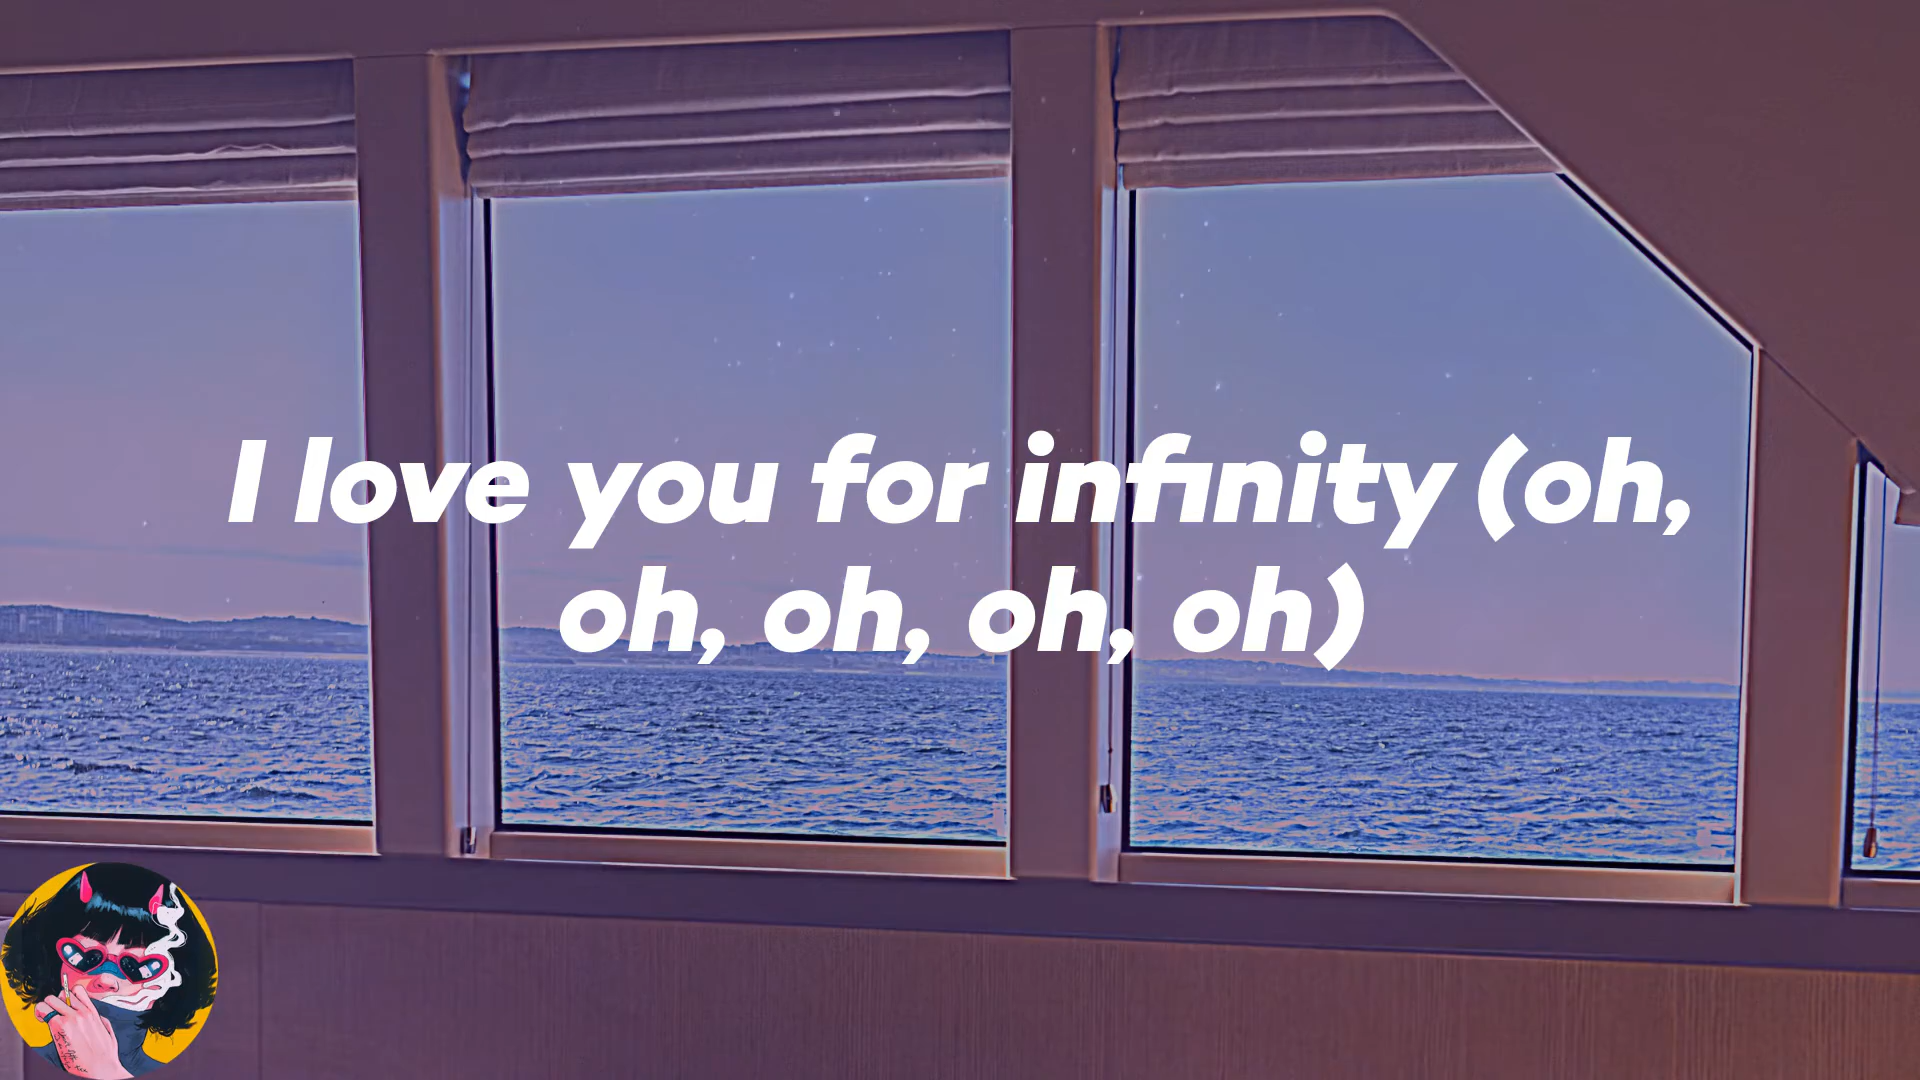 I love you for infinity (oh,
oh, oh, oh, oh)